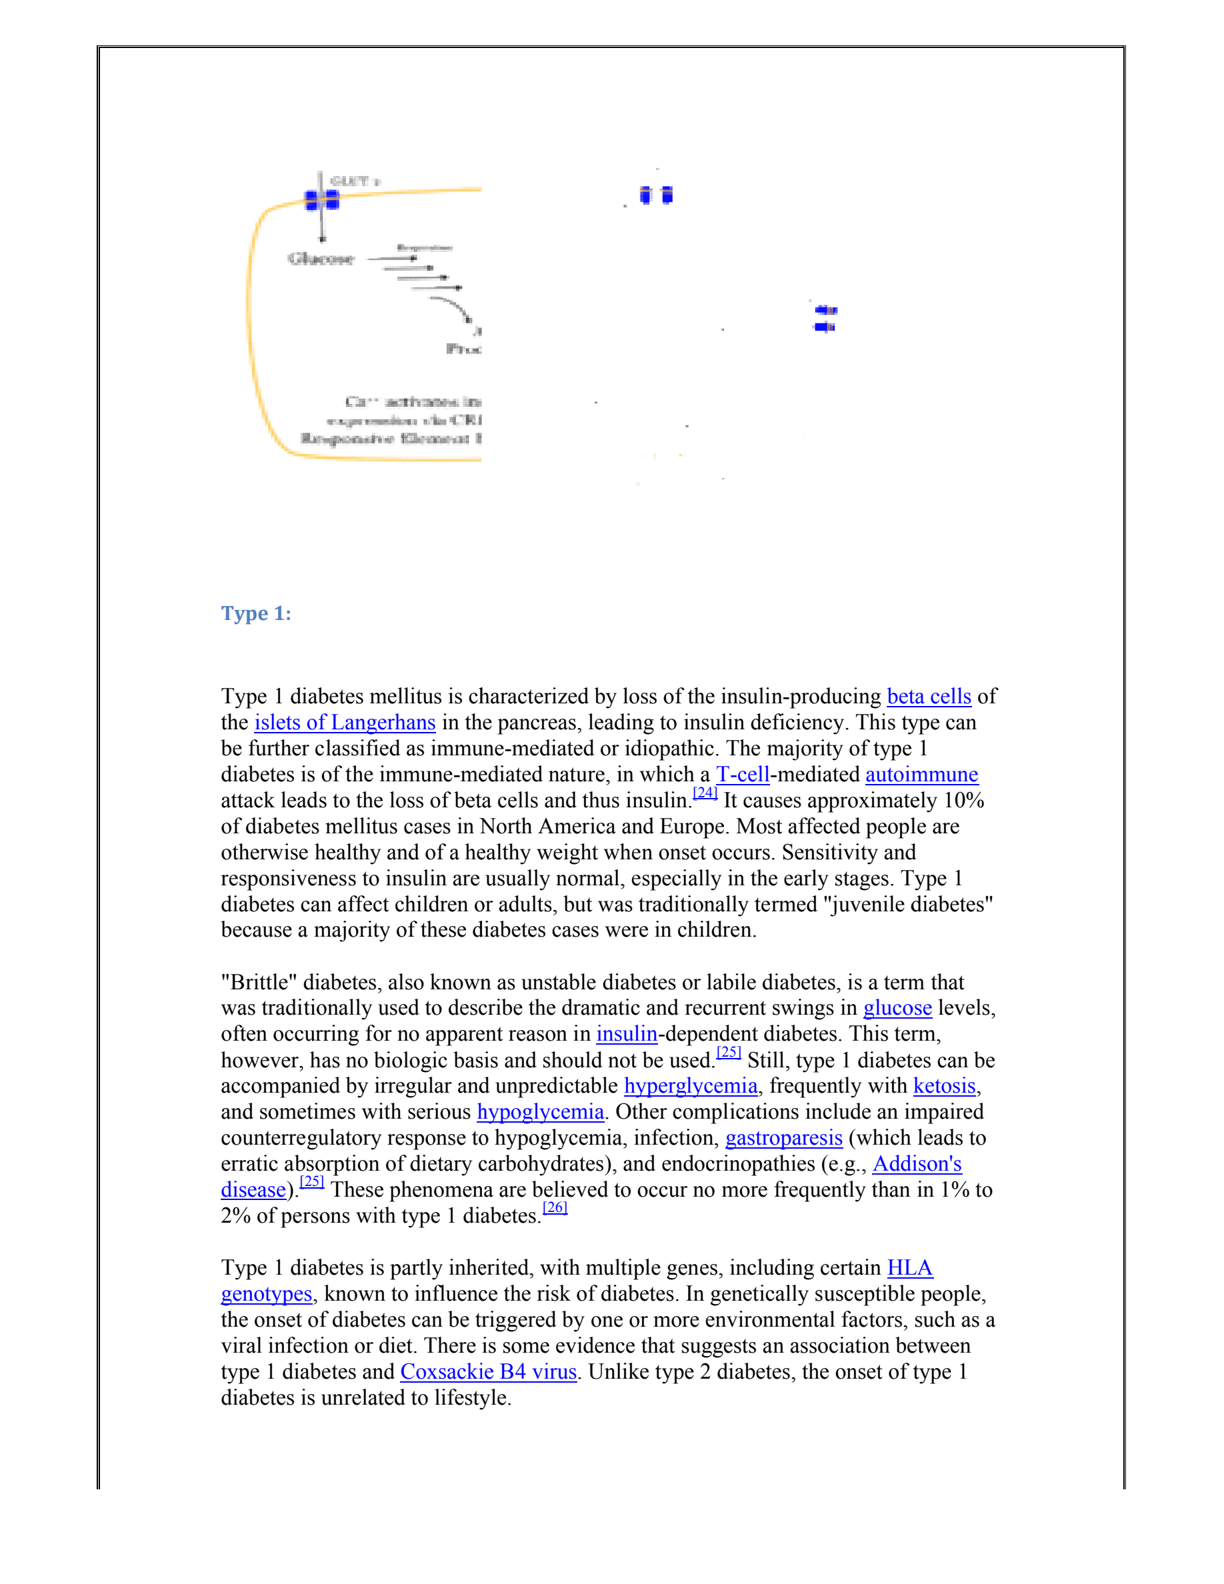 GLUT 2
Glucose
Respiration
Ca⁺⁺ activates
expression via
Responsive Element
Type 1:
Type 1 diabetes mellitus is characterized by loss of the insulin-producing beta cells of
the islets of Langerhans in the pancreas, leading to insulin deficiency. This type can
be further classified as immune-mediated or idiopathic. The majority of type 1
diabetes is of the immune-mediated nature, in which a T-cell-mediated autoimmune
attack leads to the loss of beta cells and thus insulin.[24] It causes approximately 10%
of diabetes mellitus cases in North America and Europe. Most affected people are
otherwise healthy and of a healthy weight when onset occurs. Sensitivity and
responsiveness to insulin are usually normal, especially in the early stages. Type 1
diabetes can affect children or adults, but was traditionally termed "juvenile diabetes"
because a majority of these diabetes cases were in children.
"Brittle" diabetes, also known as unstable diabetes or labile diabetes, is a term that
was traditionally used to describe the dramatic and recurrent swings in glucose levels,
often occurring for no apparent reason in insulin-dependent diabetes. This term,
however, has no biologic basis and should not be used.[25] Still, type 1 diabetes can be
accompanied by irregular and unpredictable hyperglycemia, frequently with ketosis,
and sometimes with serious hypoglycemia. Other complications include an impaired
counterregulatory response to hypoglycemia, infection, gastroparesis (which leads to
erratic absorption of dietary carbohydrates), and endocrinopathies (e.g., Addison's
disease).[25] These phenomena are believed to occur no more frequently than in 1% to
2% of persons with type 1 diabetes.[26]
Type 1 diabetes is partly inherited, with multiple genes, including certain HLA
genotypes, known to influence the risk of diabetes. In genetically susceptible people,
the onset of diabetes can be triggered by one or more environmental factors, such as a
viral infection or diet. There is some evidence that suggests an association between
type 1 diabetes and Coxsackie B4 virus. Unlike type 2 diabetes, the onset of type 1
diabetes is unrelated to lifestyle.